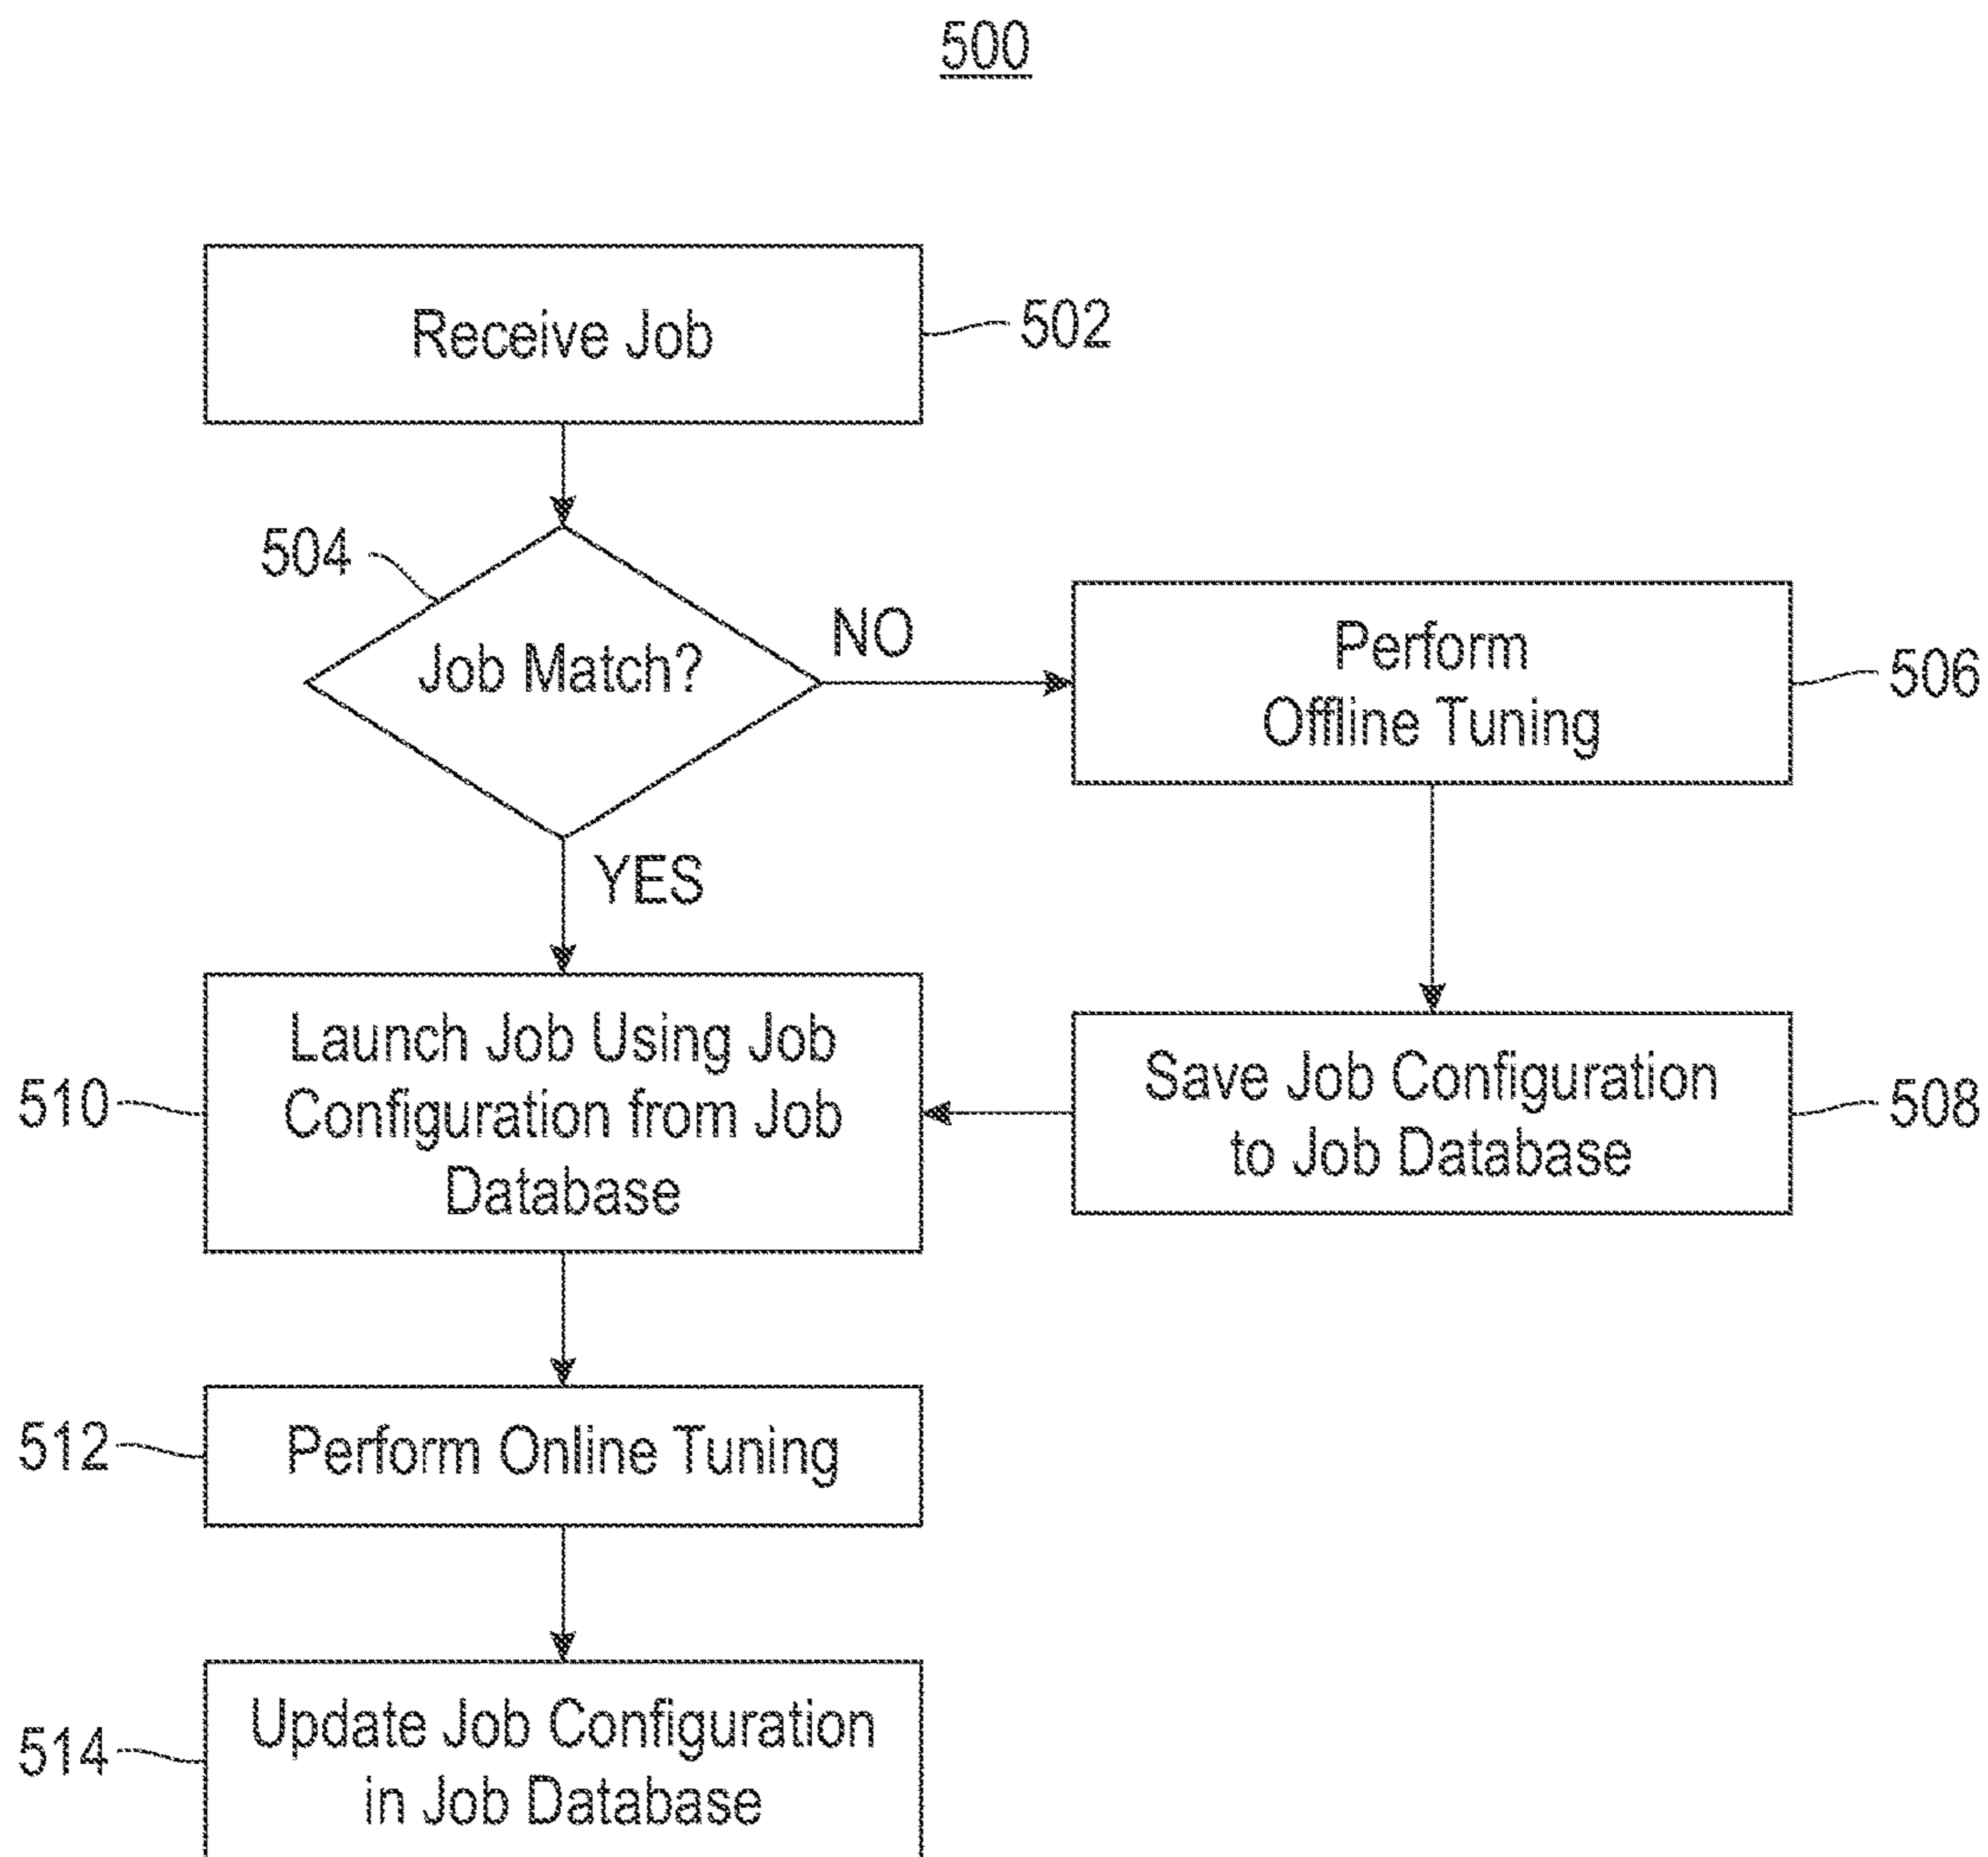 500
Receive Job
502
504
Job Match?
NO
Perform
Offline Tuning
506
YES
Launch Job Using Job
Configuration from Job
Database
510
Save Job Configuration
to Job Database
508
512
Perform Online Tuning
514
Update Job Configuration
in Job Database